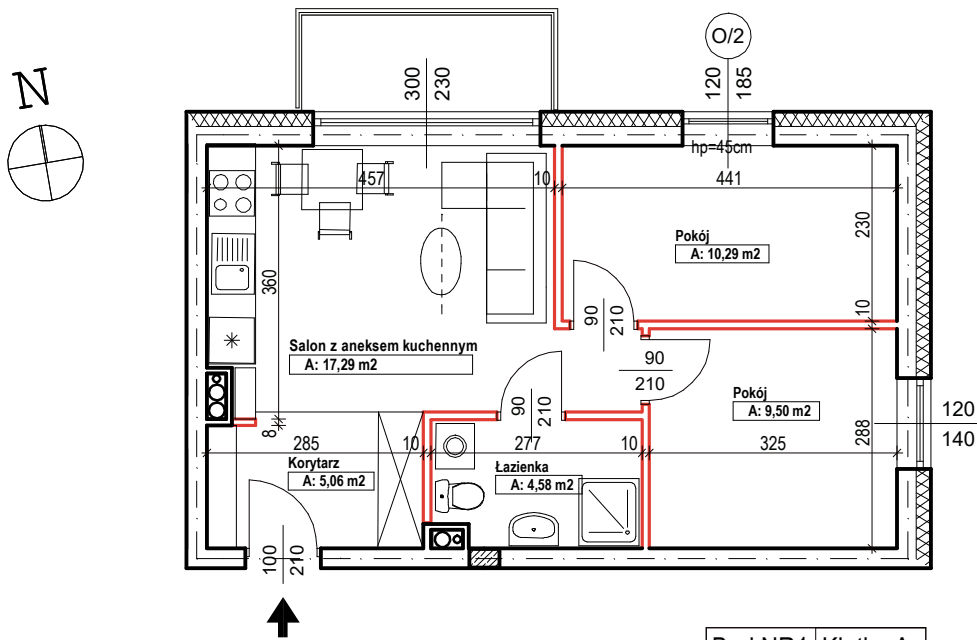 N
O/2
300
230
120
185
hp=45cm
457
10
441
230
Pokój
A: 10,29 m2
360
90
210
10
Salon z aneksem kuchennym
A: 17,29 m2
90
210
90
210
Pokój
A: 9,50 m2
120
140
8
285
10
277
10
325
288
Korytarz
A: 5,06 m2
Łazienka
A: 4,58 m2
100
210